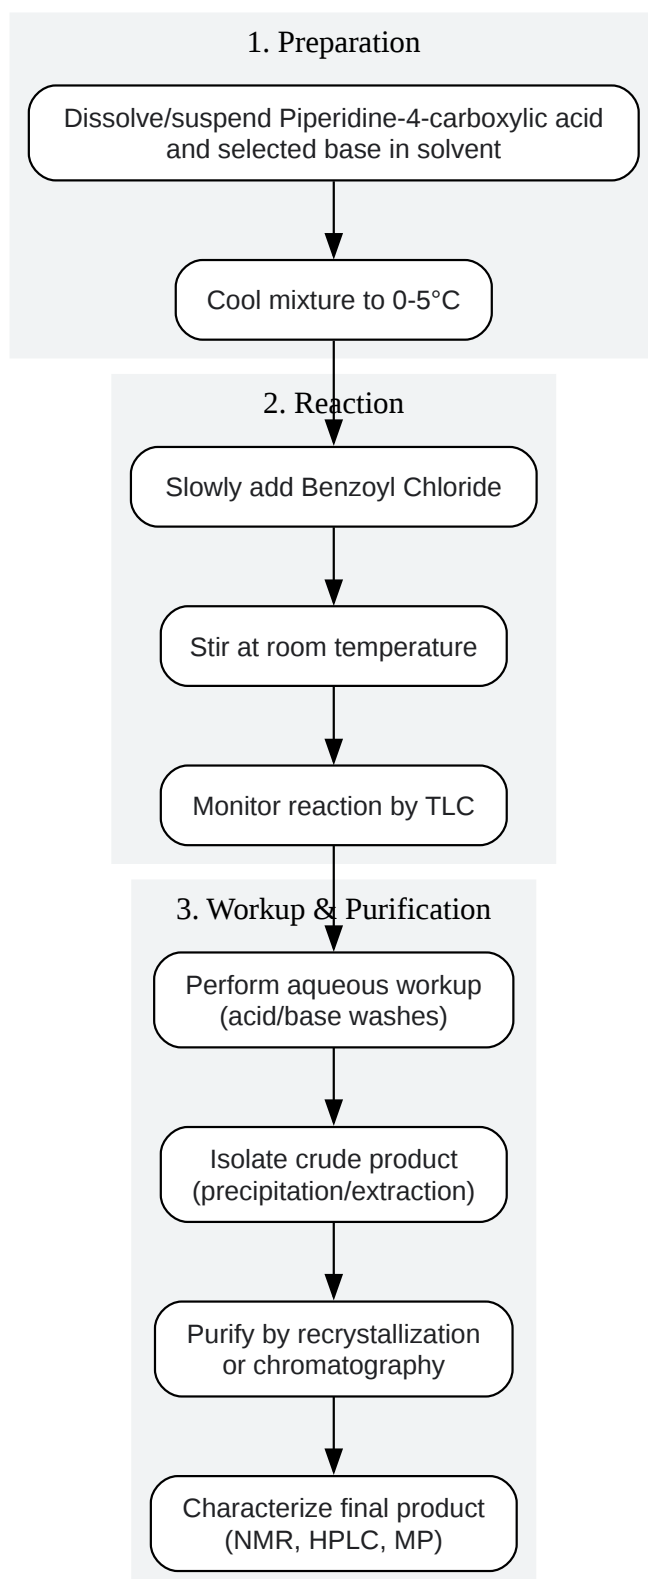 1. Preparation
Dissolve/suspend Piperidine-4-carboxylic acid
and selected base in solvent
Cool mixture to 0-5°C
2. Reaction
Slowly add Benzoyl Chloride
Stir at room temperature
Monitor reaction by TLC
3. Workup & Purification
Perform aqueous workup
(acid/base washes)
Isolate crude product
(precipitation/extraction)
Purify by recrystallization
or chromatography
Characterize final product
(NMR, HPLC, MP)